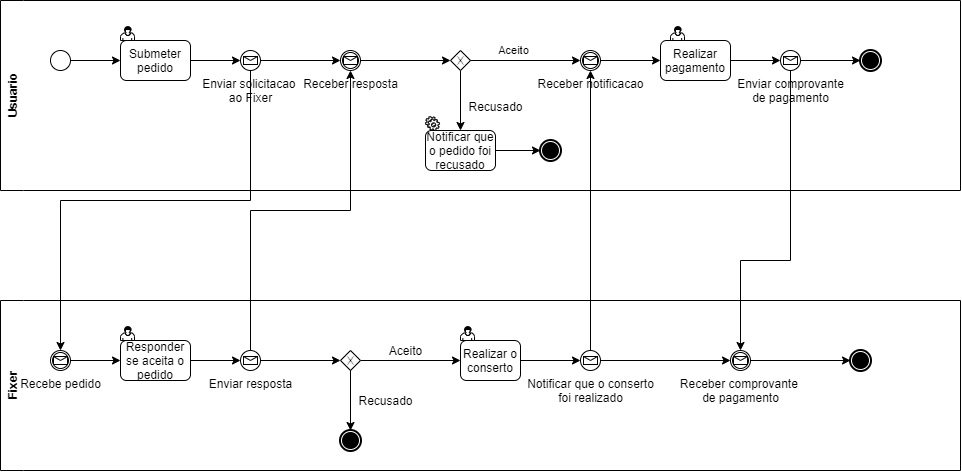 Usuario
Submeter
pedido
Enviar solicitacao
ao Fixer
Receber resposta
Aceito
Recusado
Notificar que
o pedido foi
recusado
Receber notificacao
Realizar
pagamento
Enviar comprovante
de pagamento
Fixer
Recebe pedido
Responder
se aceita o
pedido
Enviar resposta
Aceito
Recusado
Realizar o
conserto
Notificar que o conserto
foi realizado
Receber comprovante
de pagamento